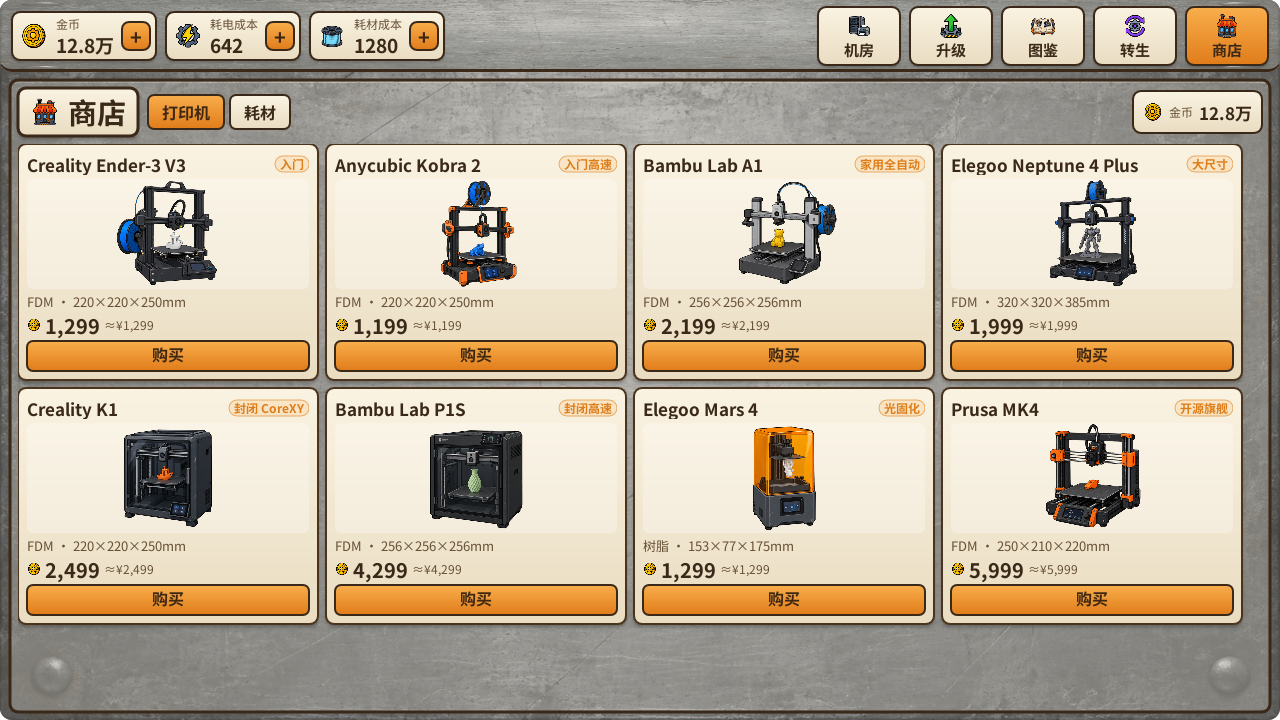 金币
12.8万
+
耗电成本
642
+
耗材成本
1280
+
机房
升级
图鉴
转生
商店
商店
打印机
耗材
金币 12.8万
Creality Ender-3 V3
入门
FDM · 220×220×250mm
1,299 ≈¥1,299
购买
Anycubic Kobra 2
入门高速
FDM · 220×220×250mm
1,199 ≈¥1,199
购买
Bambu Lab A1
家用全自动
FDM · 256×256×256mm
2,199 ≈¥2,199
购买
Elegoo Neptune 4 Plus
大尺寸
FDM · 320×320×385mm
1,999 ≈¥1,999
购买
Creality K1
封闭 CoreXY
FDM · 220×220×250mm
2,499 ≈¥2,499
购买
Bambu Lab P1S
封闭高速
FDM · 256×256×256mm
4,299 ≈¥4,299
购买
Elegoo Mars 4
光固化
树脂 · 153×77×175mm
1,299 ≈¥1,299
购买
Prusa MK4
开源旗舰
FDM · 250×210×220mm
5,999 ≈¥5,999
购买